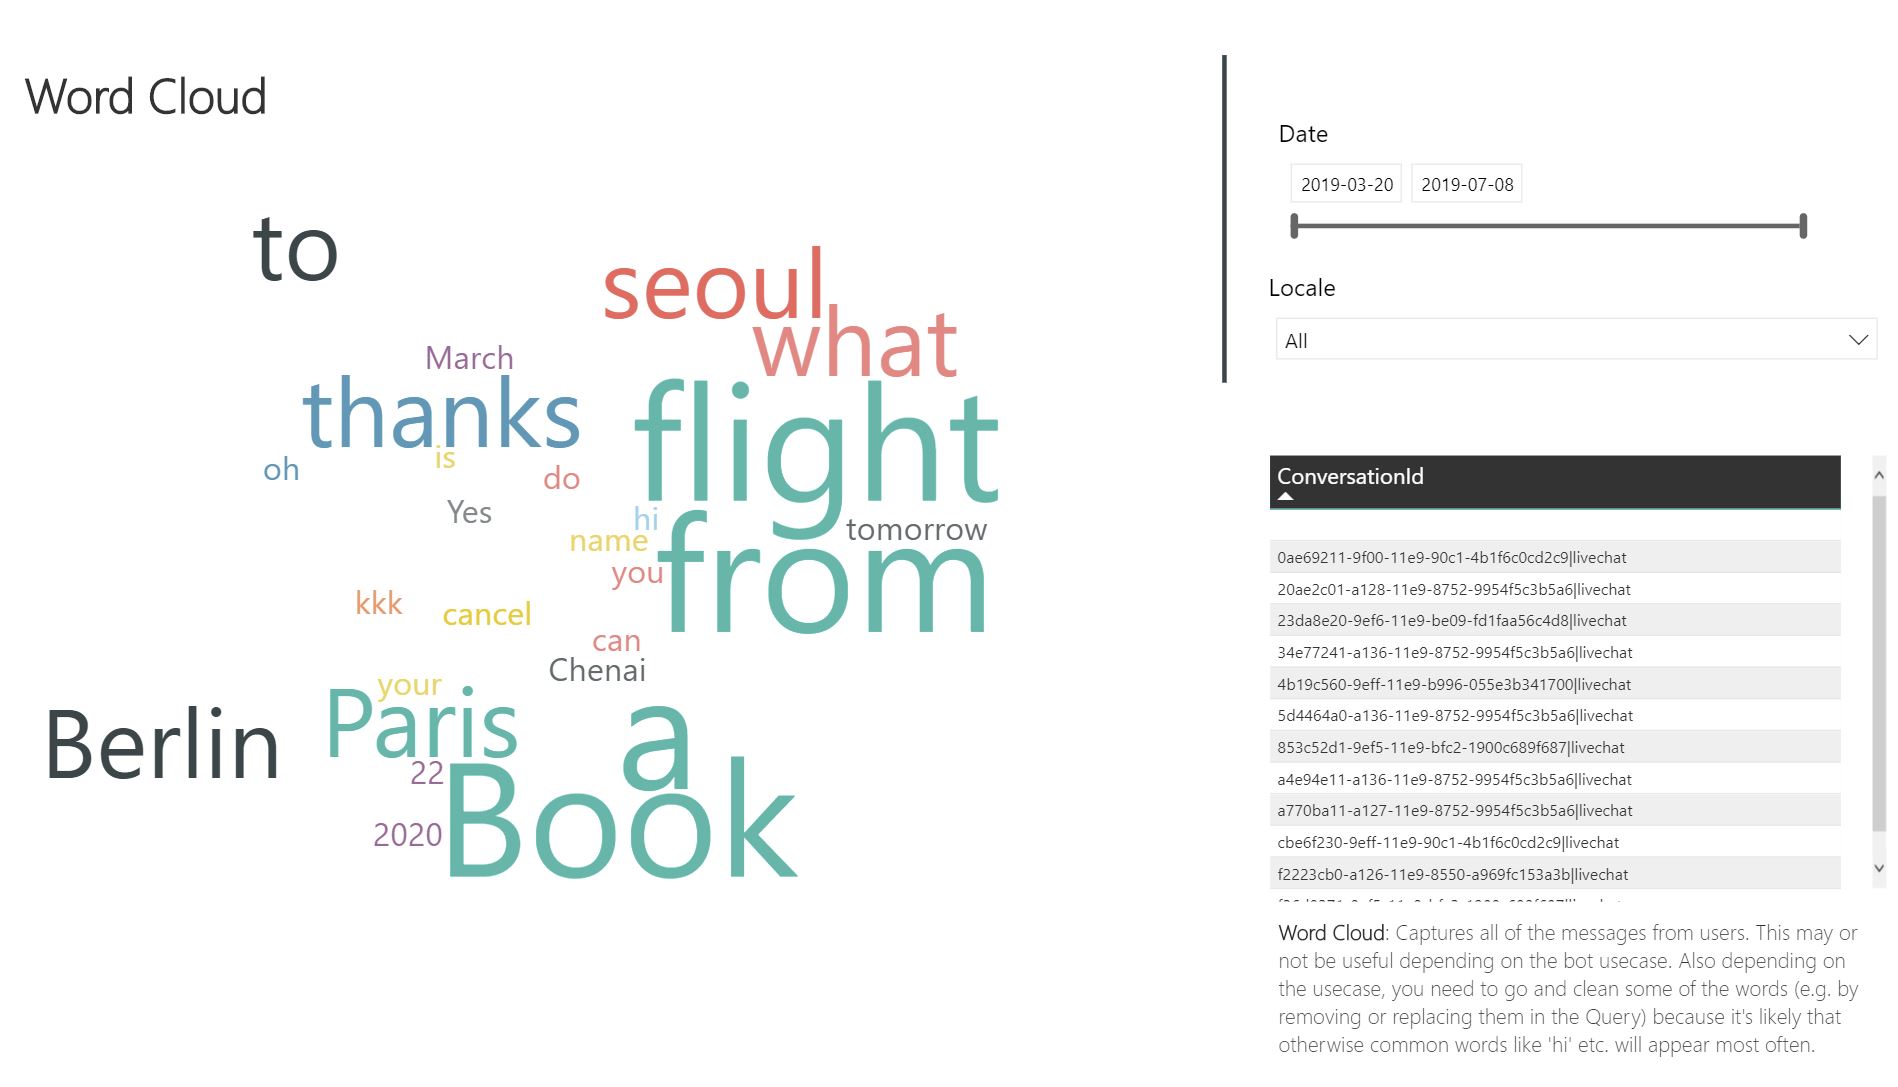 Word Cloud
to
seoul
what
March
thanks
flight
is
oh
do
Yes
hi
tomorrow
name
from
you
kkk
cancel
can
Chenai
your
Paris
a
Berlin
22
Book
2020
Date
2019-03-20 2019-07-08
Locale
All
ConversationId
0ae69211-9f00-11e9-90c1-4b1f6c0cd2c9|livechat
20ae2c01-a128-11e9-8752-9954f5c3b5a6|livechat
23da8e20-9ef6-11e9-be09-fd1faa56c4d8|livechat
34e77241-a136-11e9-8752-9954f5c3b5a6|livechat
4b19c560-9eff-11e9-b996-055e3b341700|livechat
5d4464a0-a136-11e9-8752-9954f5c3b5a6|livechat
853c52d1-9ef5-11e9-bfc2-1900c689f687|livechat
a4e94e11-a136-11e9-8752-9954f5c3b5a6|livechat
a770ba11-a127-11e9-8752-9954f5c3b5a6|livechat
cbe6f230-9eff-11e9-90c1-4b1f6c0cd2c9|livechat
f2223cb0-a126-11e9-8550-a969fc153a3b|livechat
Word Cloud: Captures all of the messages from users. This may or
not be useful depending on the bot usecase. Also depending on
the usecase, you need to go and clean some of the words (e.g. by
removing or replacing them in the Query) because it's likely that
otherwise common words like 'hi' etc. will appear most often.